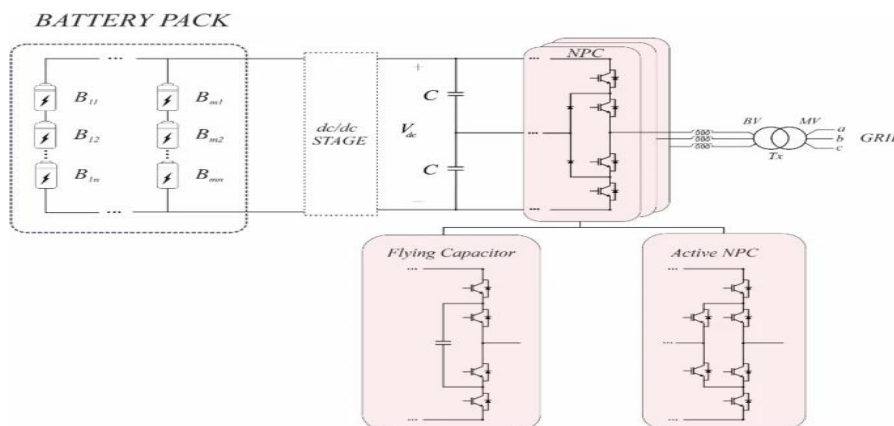 BATTERY PACK
NPC
B11
Bm1
B12
Bm2
B1n
Bmn
dc/dc
STAGE
+
C
Vdc
C
BV
MV
Tx
a
b
c
GRI
Flying Capacitor
Active NPC